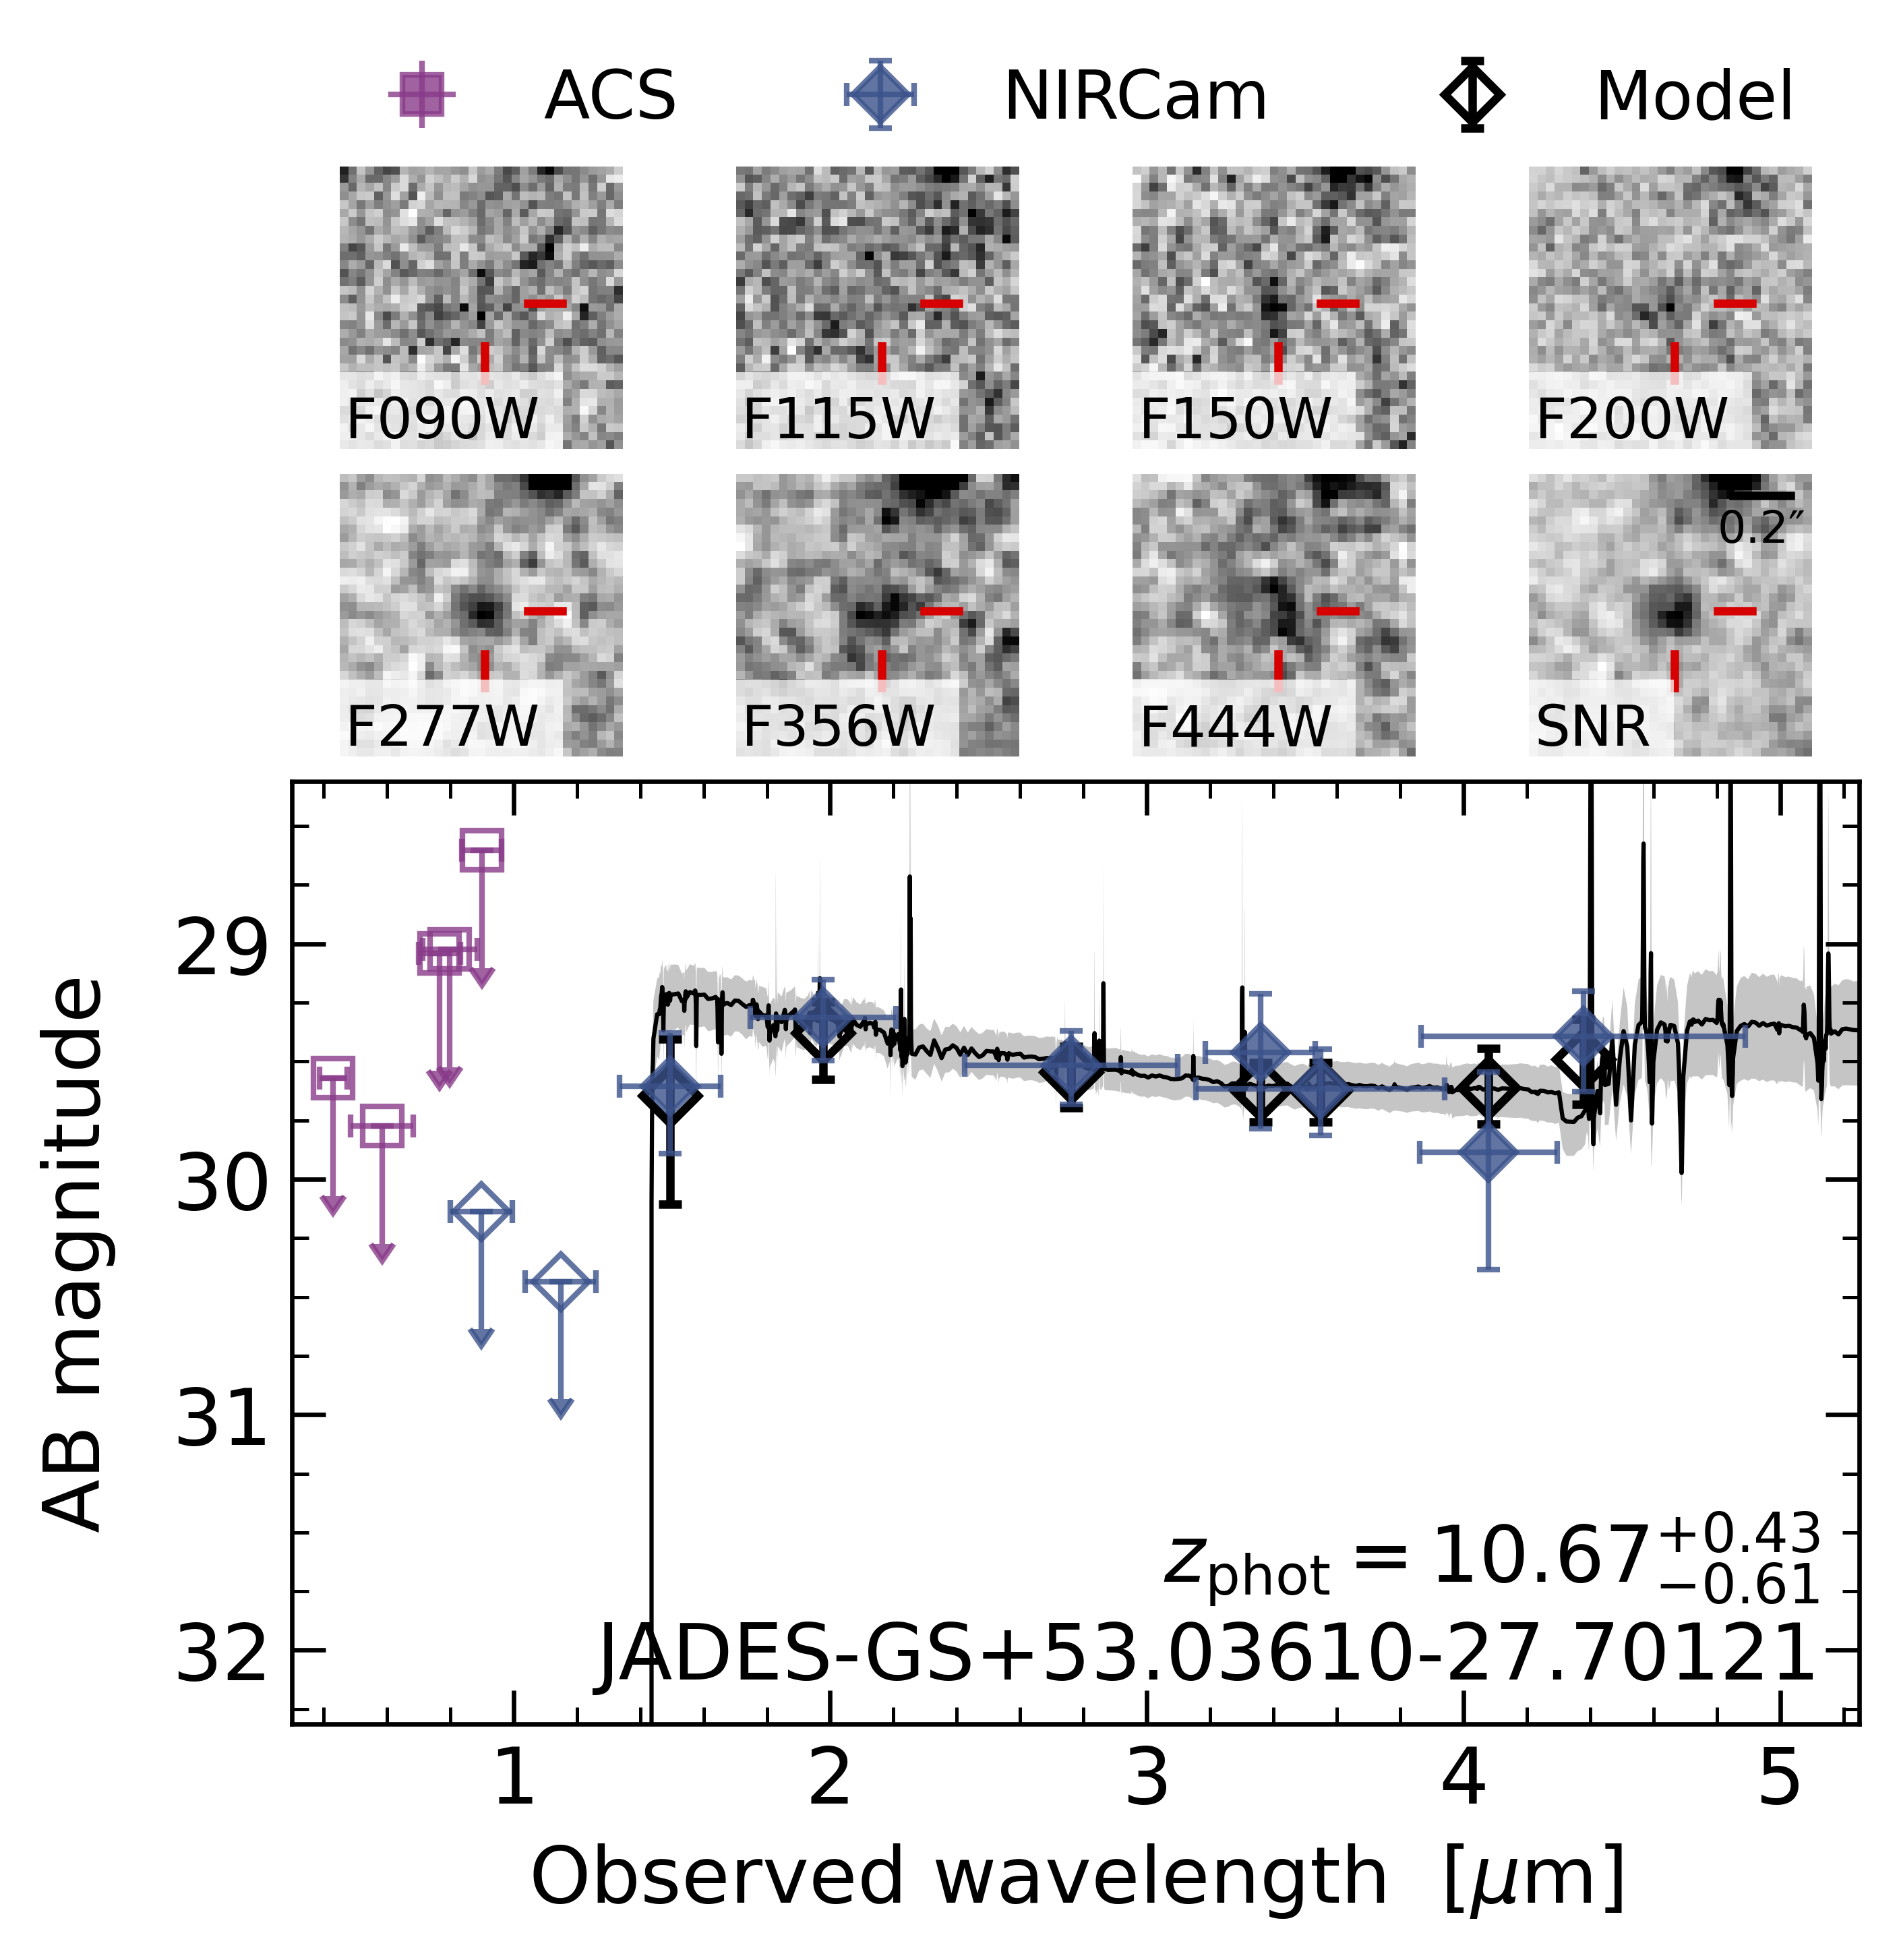 ACS NIRCam Model
F090W F115W F150W F200W
0.2″
F277W F356W F444W SNR
29
30
31
32
AB magnitude
z_phot = 10.67 +0.43 −0.61
JADES-GS+53.03610-27.70121
1 2 3 4 5
Observed wavelength [μm]